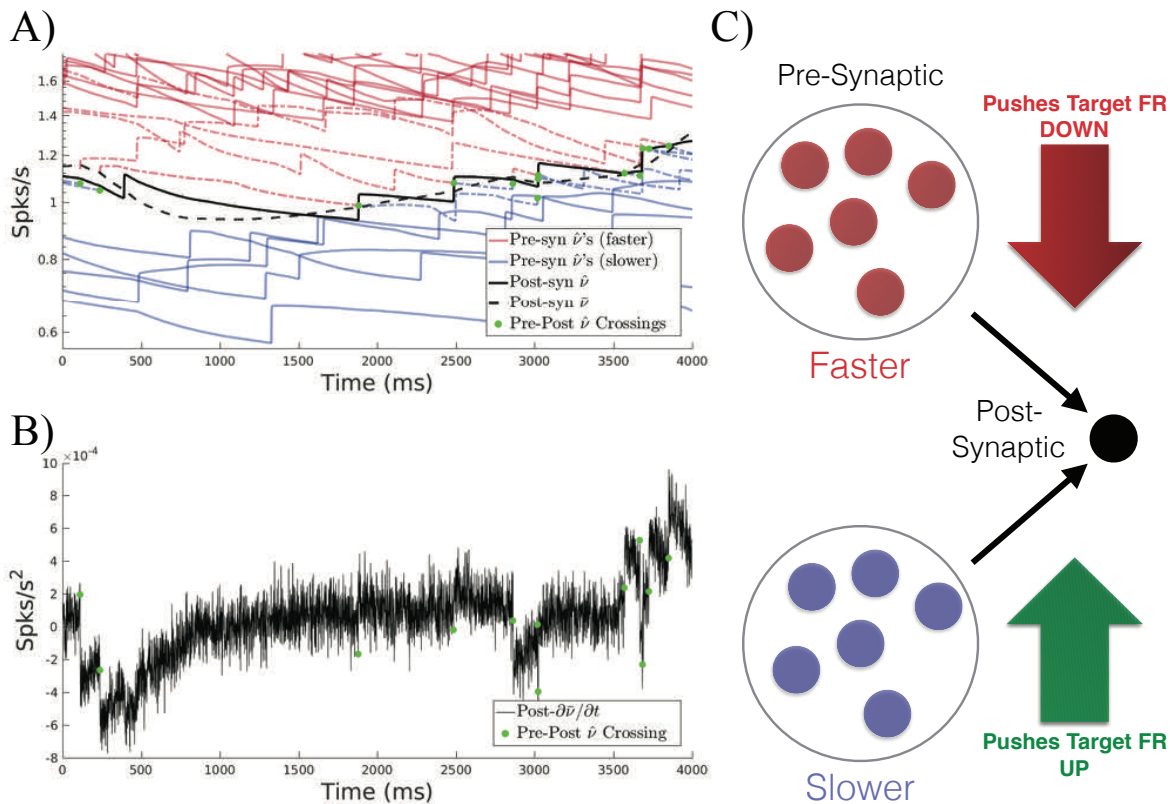 A)
1.6
1.4
1.2
1
0.8
0.6
Spks/s
0
500
1000
1500
2000
2500
3000
3500
4000
Time (ms)
Pre-syn ν̂'s (faster)
Pre-syn ν̂'s (slower)
Post-syn ν̂
Post-syn ν̄
Pre-Post ν̂ Crossings
B)
×10⁻⁴
10
8
6
4
2
0
-2
-4
-6
-8
Spks/s²
0
500
1000
1500
2000
2500
3000
3500
4000
Time (ms)
Post-∂ν̄/∂t
Pre-Post ν̂ Crossing
C)
Pre-Synaptic
Pushes Target FR
DOWN
Faster
Post-
Synaptic
Pushes Target FR
UP
Slower